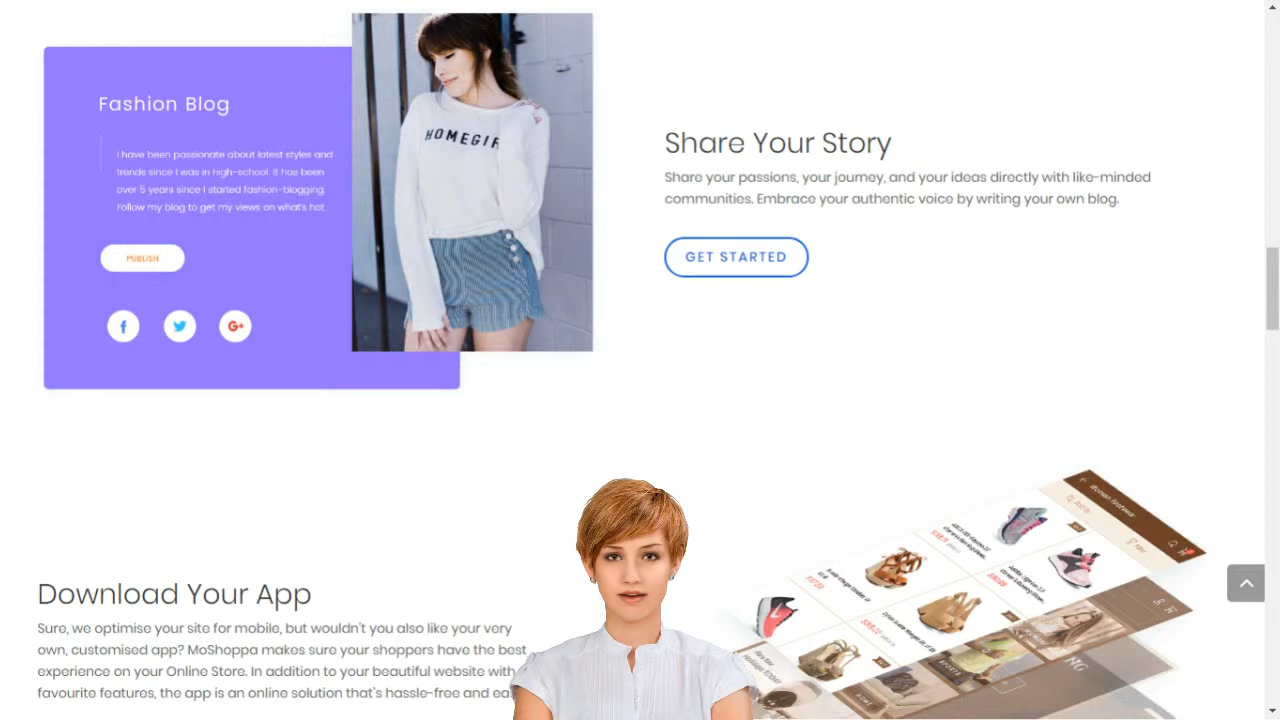 Fashion Blog
I have been passionate about latest styles and
trends since I was in high-school. It has been
over 5 years since I started fashion-blogging.
Follow my blog to get my views on what's hot.
PUBLISH
HOMEGIR
Share Your Story
Share your passions, your journey, and your ideas directly with like-minded
communities. Embrace your authentic voice by writing your own blog.
GET STARTED
Download Your App
Sure, we optimise your site for mobile, but wouldn't you also like your very
own, customised app? MoShoppa makes sure your shoppers have the best
experience on your Online Store. In addition to your beautiful website with
favourite features, the app is an online solution that's hassle-free and
Women Footwear